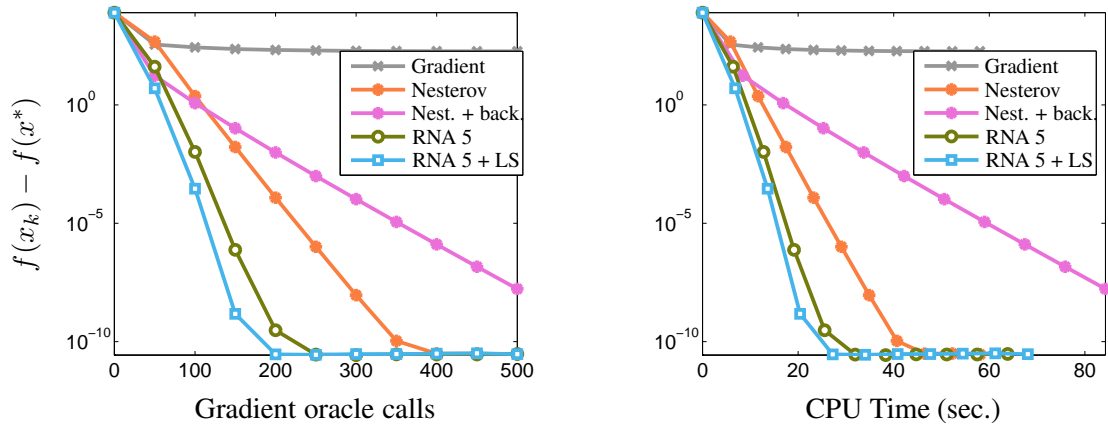 f(x_k) − f(x*)
10^0
10^-5
10^-10
0 100 200 300 400 500
Gradient oracle calls
Gradient
Nesterov
Nest. + back.
RNA 5
RNA 5 + LS
10^0
10^-5
10^-10
0 20 40 60 80
CPU Time (sec.)
Gradient
Nesterov
Nest. + back.
RNA 5
RNA 5 + LS